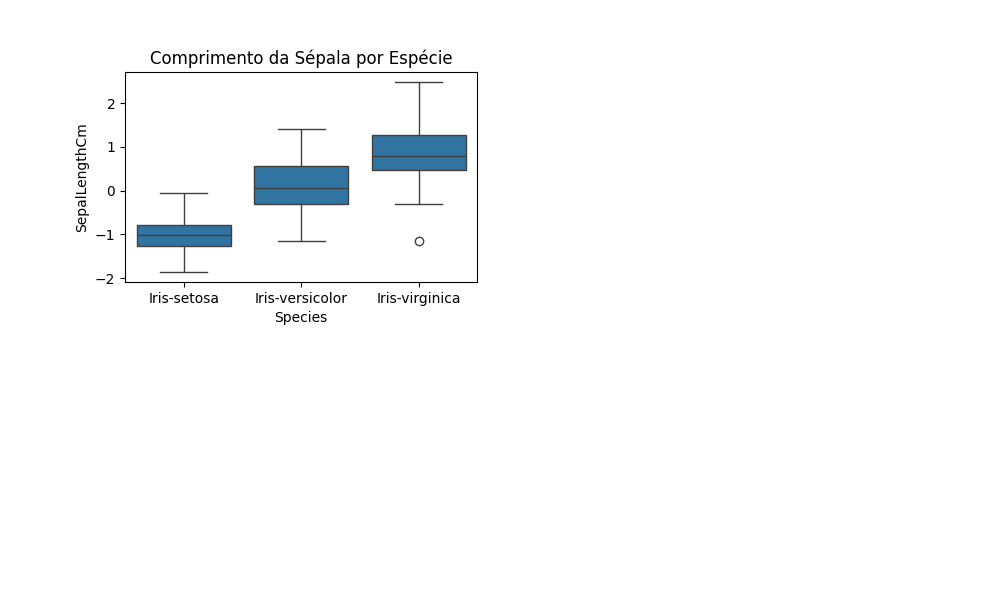 Comprimento da Sépala por Espécie
SepalLengthCm
2
1
0
−1
−2
Iris-setosa Iris-versicolor Iris-virginica
Species